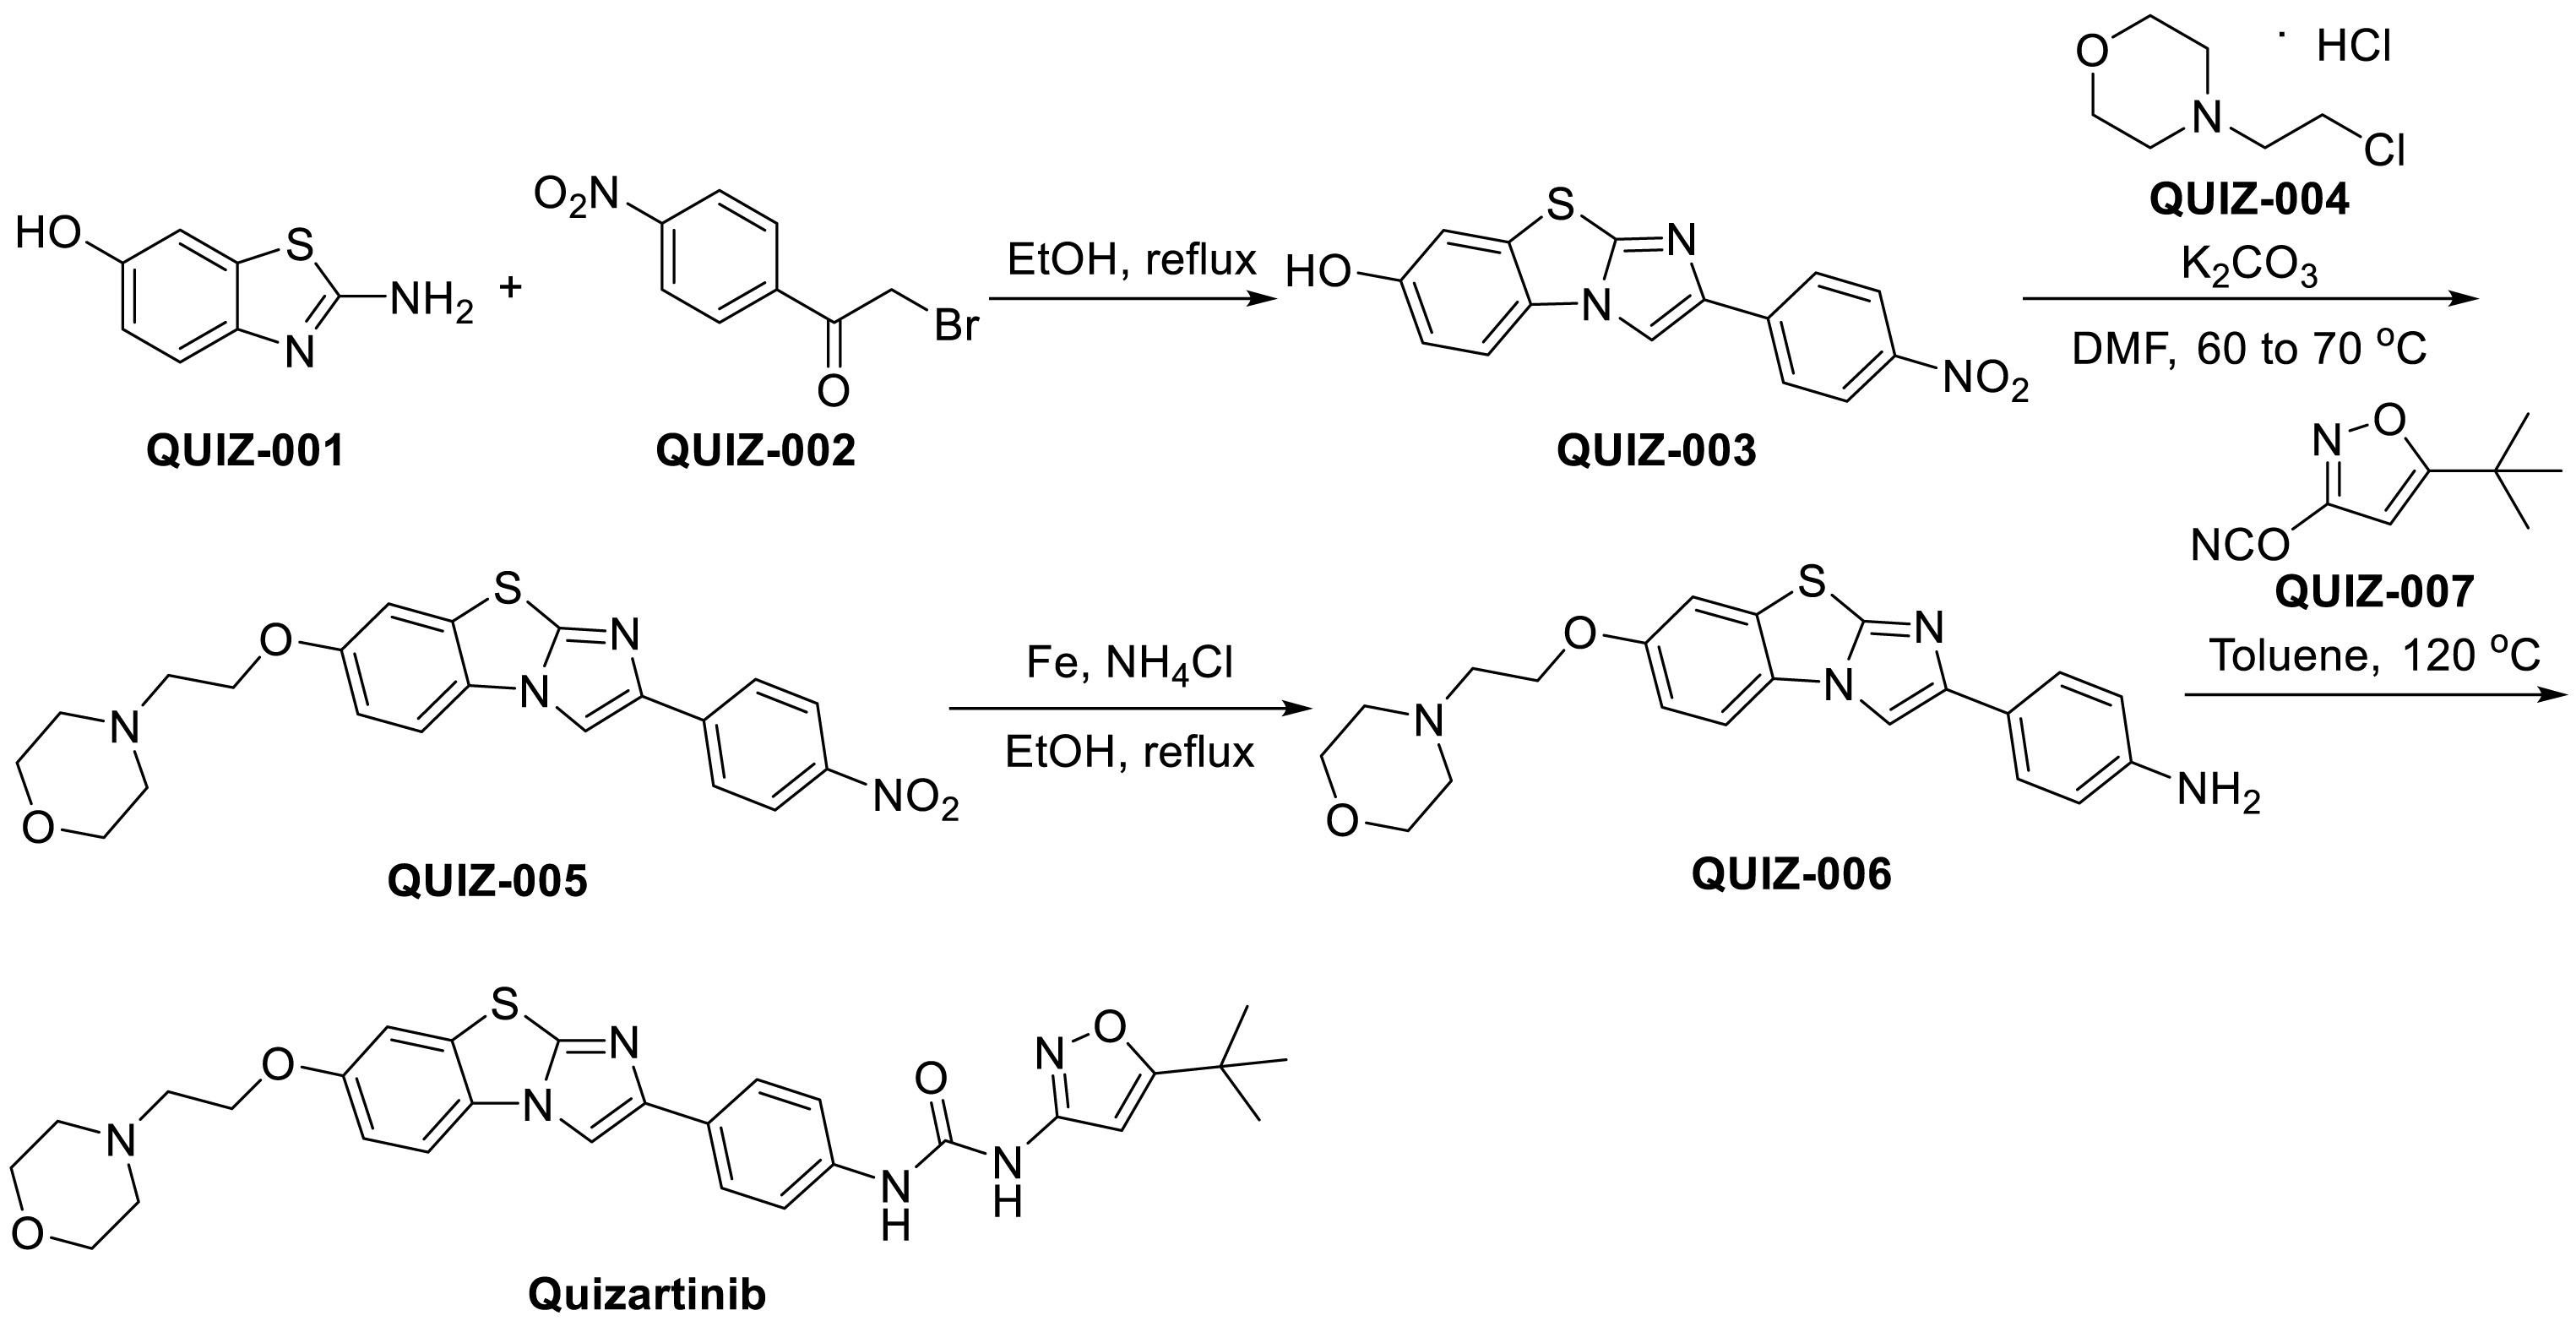 HO
S
NH2
N
QUIZ-001
+
O2N
Br
O
QUIZ-002
EtOH, reflux
HO
S
N
N
NO2
QUIZ-003
O
N
Cl
· HCl
QUIZ-004
K2CO3
DMF, 60 to 70 °C
O
S
N
N
N
O
NO2
QUIZ-005
Fe, NH4Cl
EtOH, reflux
O
S
N
N
N
O
NH2
QUIZ-006
N
O
NCO
QUIZ-007
Toluene, 120 °C
O
S
N
N
N
O
O
N
H
N
H
N
O
Quizartinib